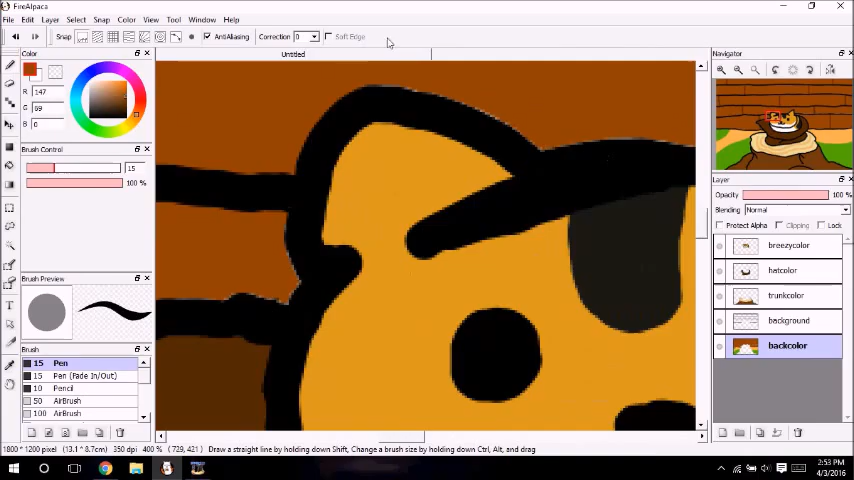 FireAlpaca
File Edit Layer Select Snap Color View Tool Window Help
Snap AntiAliasing Correction 0 Soft Edge
Color
Untitled
Navigator
R 147
G 69
B 0
Brush Control
15
100 %
Layer
Opacity 100 %
Blending Normal
Protect Alpha Clipping Lock
breezycolor
hatcolor
trunkcolor
background
backcolor
Brush Preview
Brush
15 Pen
15 Pen (Fade In/Out)
10 Pencil
50 AirBrush
100 AirBrush
1800 * 1200 pixel (13.1 * 8.7cm) 350 dpi 400 % (729, 421) Draw a straight line by holding down Shift, Change a brush size by holding down Ctrl, Alt, and drag
2:53 PM
4/3/2016